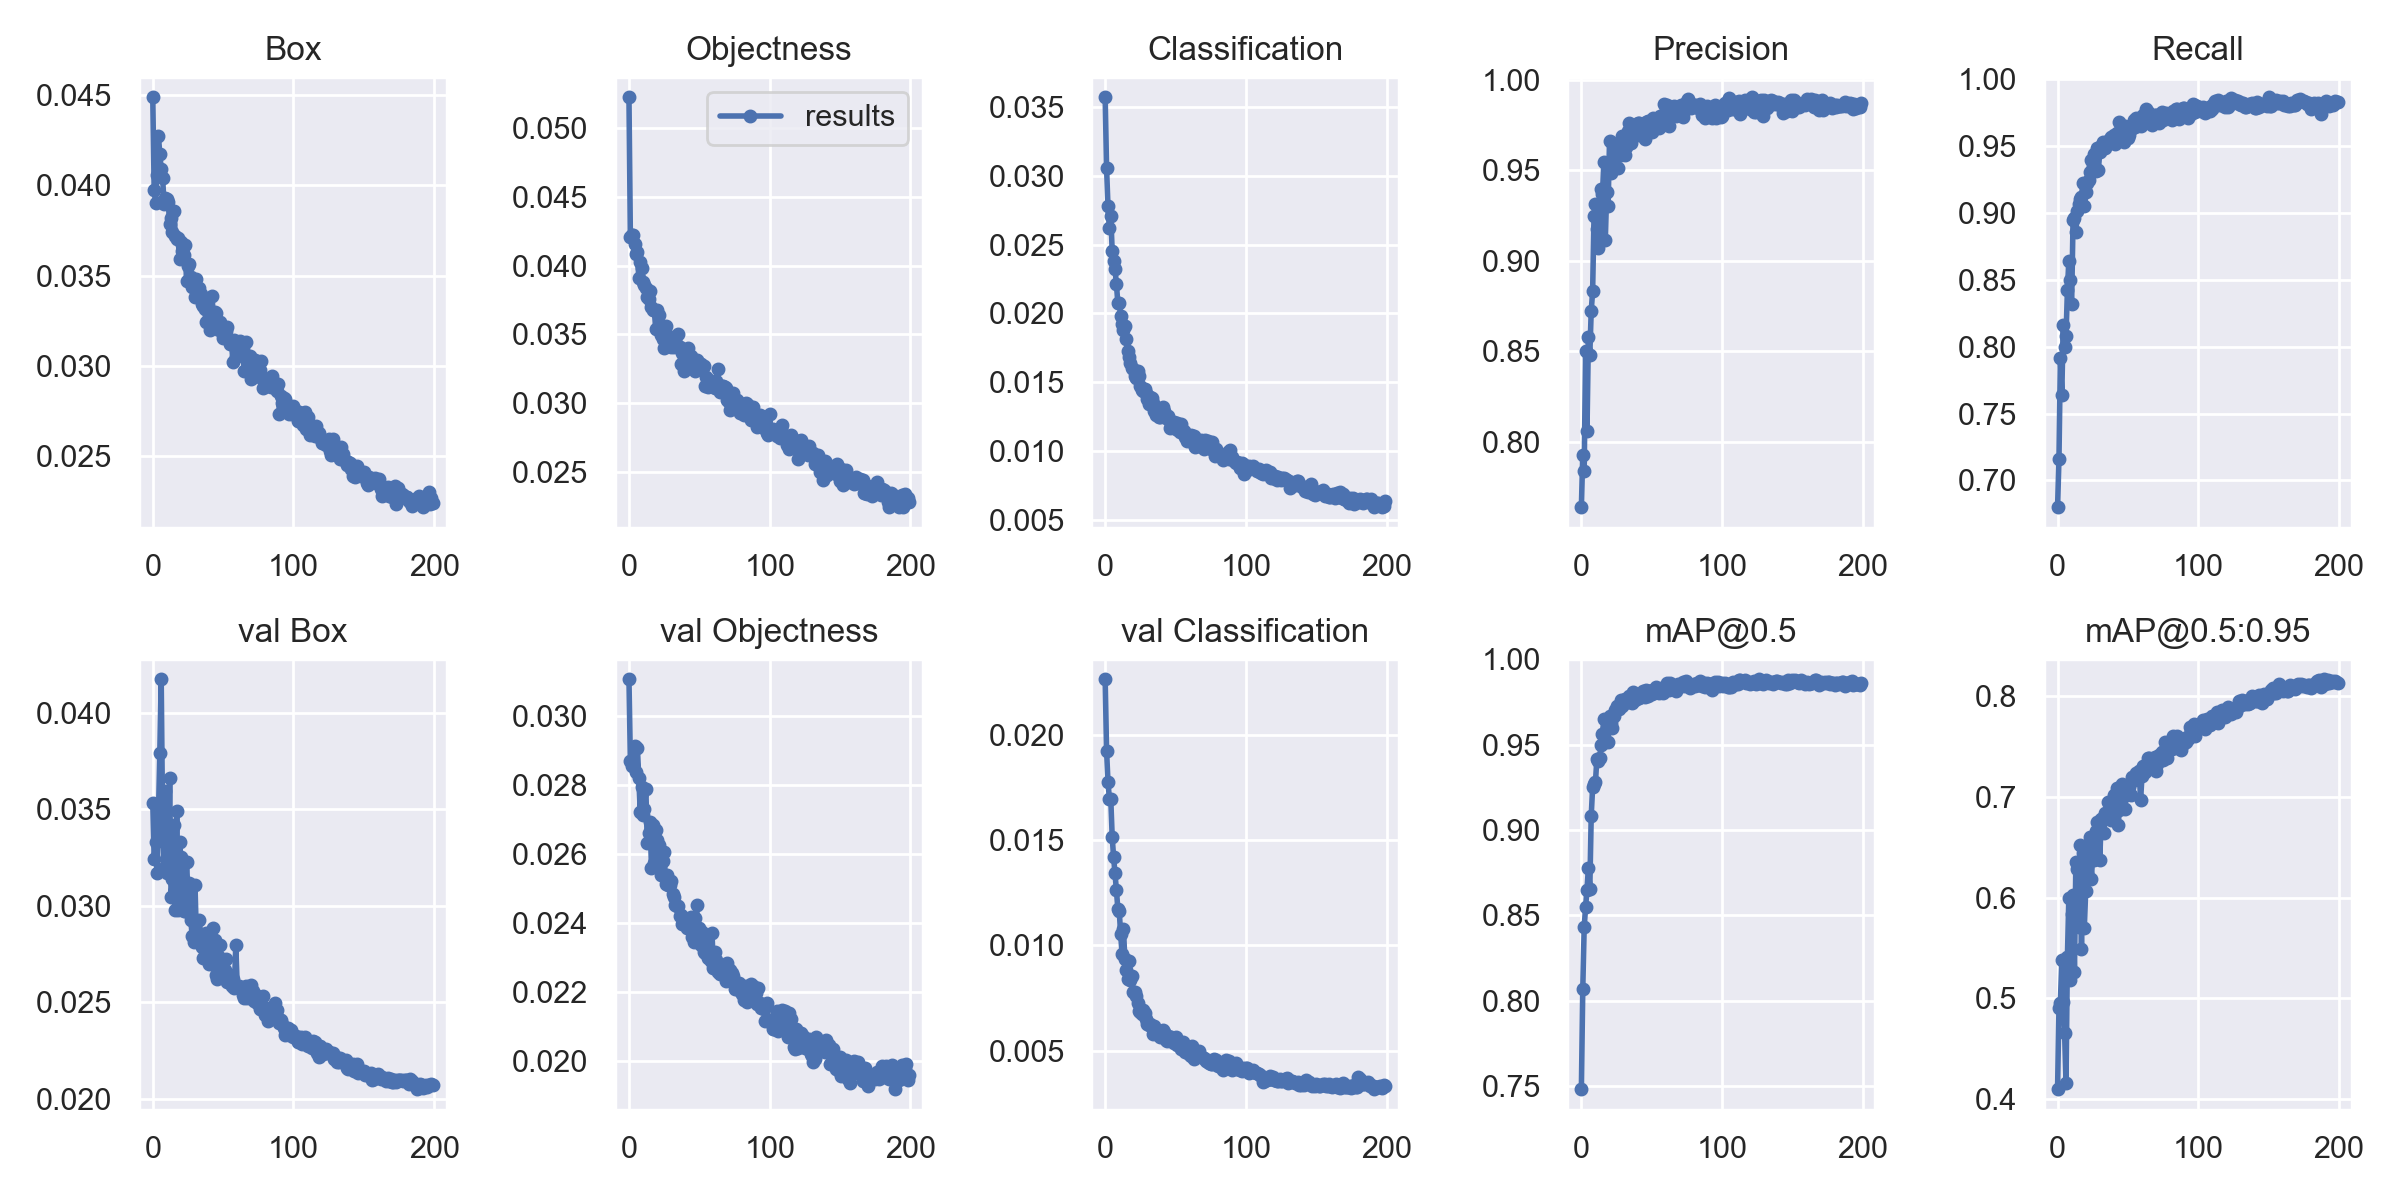 Box
Objectness
Classification
Precision
Recall
0.045
0.040
0.035
0.030
0.025
0 100 200
results
0.050
0.045
0.040
0.035
0.030
0.025
0 100 200
0.035
0.030
0.025
0.020
0.015
0.010
0.005
0 100 200
1.00
0.95
0.90
0.85
0.80
0 100 200
1.00
0.95
0.90
0.85
0.80
0.75
0.70
0 100 200
val Box
val Objectness
val Classification
mAP@0.5
mAP@0.5:0.95
0.040
0.035
0.030
0.025
0.020
0 100 200
0.030
0.028
0.026
0.024
0.022
0.020
0 100 200
0.020
0.015
0.010
0.005
0 100 200
1.00
0.95
0.90
0.85
0.80
0.75
0 100 200
0.8
0.7
0.6
0.5
0.4
0 100 200